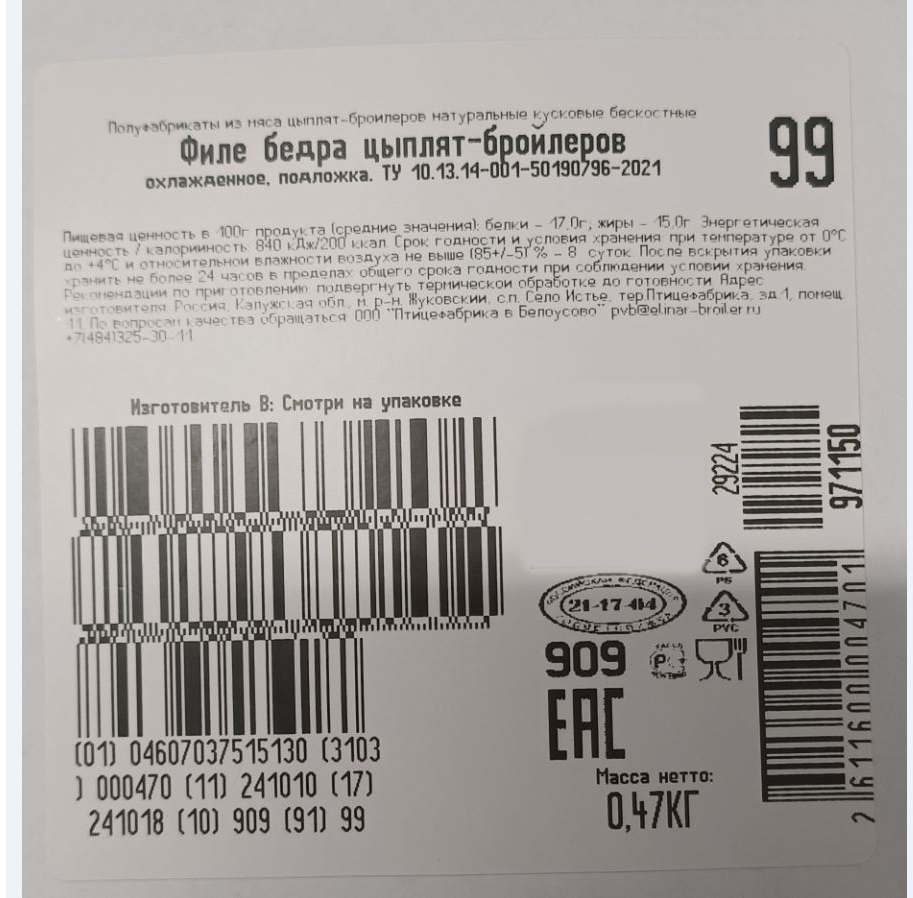 Полуфабрикаты из мяса цыплят-бройлеров натуральные кусковые бескостные
Филе бедра цыплят-бройлеров
охлажденное, подложка. ТУ 10.13.14-001-50190796-2021
99
Пищевая ценность в 100г продукта (средние значения): белки - 17.0г, жиры - 15.0г Энергетическая
ценность / калорийность: 840 кДж/200 ккал. Срок годности и условия хранения при температуре от 0°C
до +4°C и относительной влажности воздуха не выше (85+/-5)% - 8 суток. После вскрытия упаковки
хранить не более 24 часов в пределах общего срока годности при соблюдении условий хранения.
Рекомендации по приготовлению: подвергнуть термической обработке до готовности Адрес
изготовителя Россия, Калужская обл., м. р-н. Жуковский, с.п. Село Истье, тер.Птицефабрика, зд 1, помещ.
11 По вопросам качества обращаться: ООО "Птицефабрика в Белоусово" pvb@elinar-broiler.ru
+7(484)325-30-11
Изготовитель В: Смотри на упаковке
29224
971150
6
PS
21-17-404
3
PVC
909
EAC
Масса нетто:
0,47КГ
2611600004701
(01) 04607037515130 (3103
) 000470 (11) 241010 (17)
241018 (10) 909 (91) 99